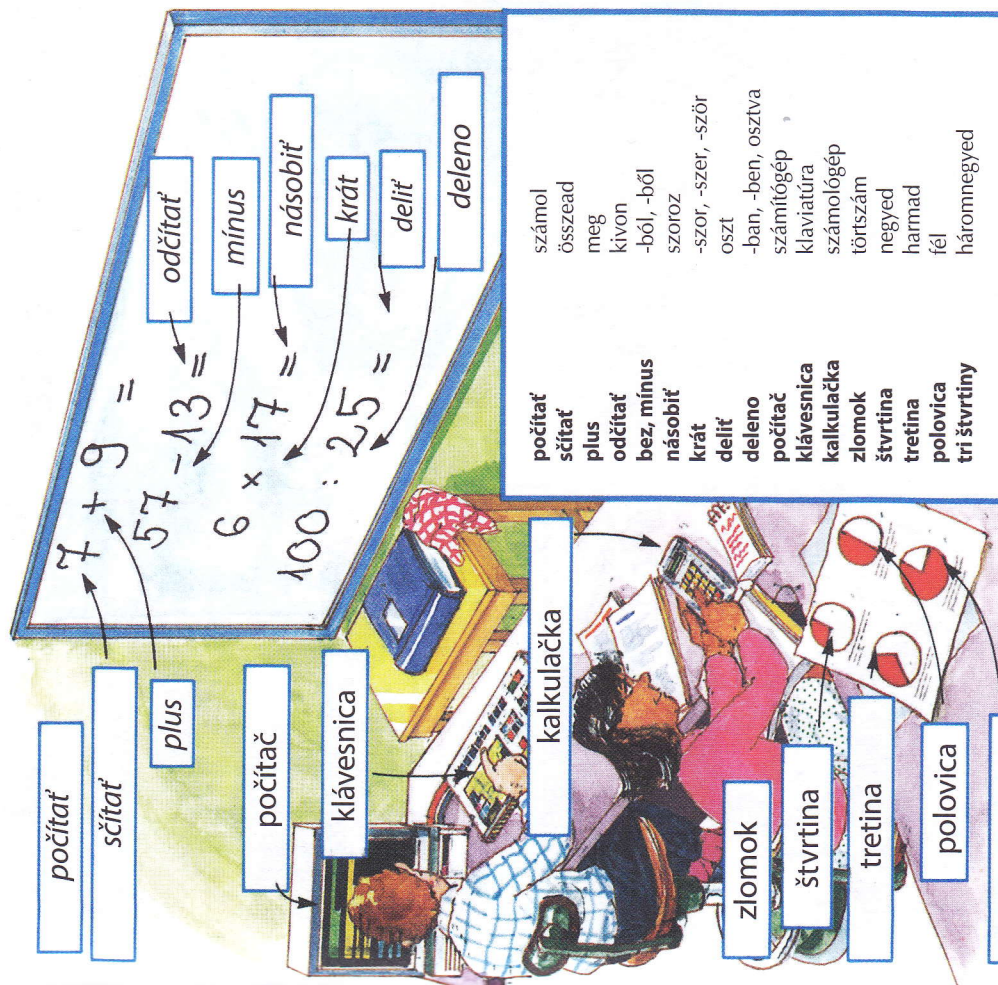 počítať
sčítať
plus
7 + 9 =
57 - 13 =
6 × 17 =
100 : 25 =
odčítať
mínus
násobiť
krát
deliť
deleno
počítač
klávesnica
kalkulačka
zlomok
štvrtina
tretina
polovica
počítať számol
sčítať összead
plus meg
odčítať kivon
bez, mínus -ból, -ből
násobiť szoroz
krát -szor, -szer, -ször
deliť oszt
deleno -ban, -ben, osztva
počítač számítógép
klávesnica klaviatúra
kalkulačka számológép
zlomok törtszám
štvrtina negyed
tretina harmad
polovica fél
tri štvrtiny háromnegyed